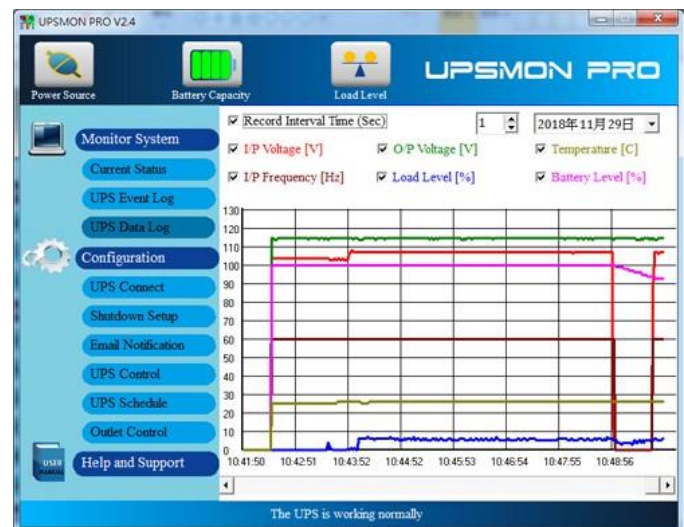 UPSMON PRO V2.4
UPSMON PRO
Power Source
Battery Capacity
Load Level
Monitor System
Current Status
UPS Event Log
UPS Data Log
Configuration
UPS Connect
Shutdown Setup
Email Notification
UPS Control
UPS Schedule
Outlet Control
USER
MANUAL
Help and Support
Record Interval Time (Sec) 1 2018年11月29日
I/P Voltage [V] O/P Voltage [V] Temperature [C]
I/P Frequency [Hz] Load Level [%] Battery Level [%]
130
120
110
100
90
80
70
60
50
40
30
20
10
0
10:41:50 10:42:51 10:43:52 10:44:52 10:45:53 10:46:54 10:47:55 10:48:56
The UPS is working normally